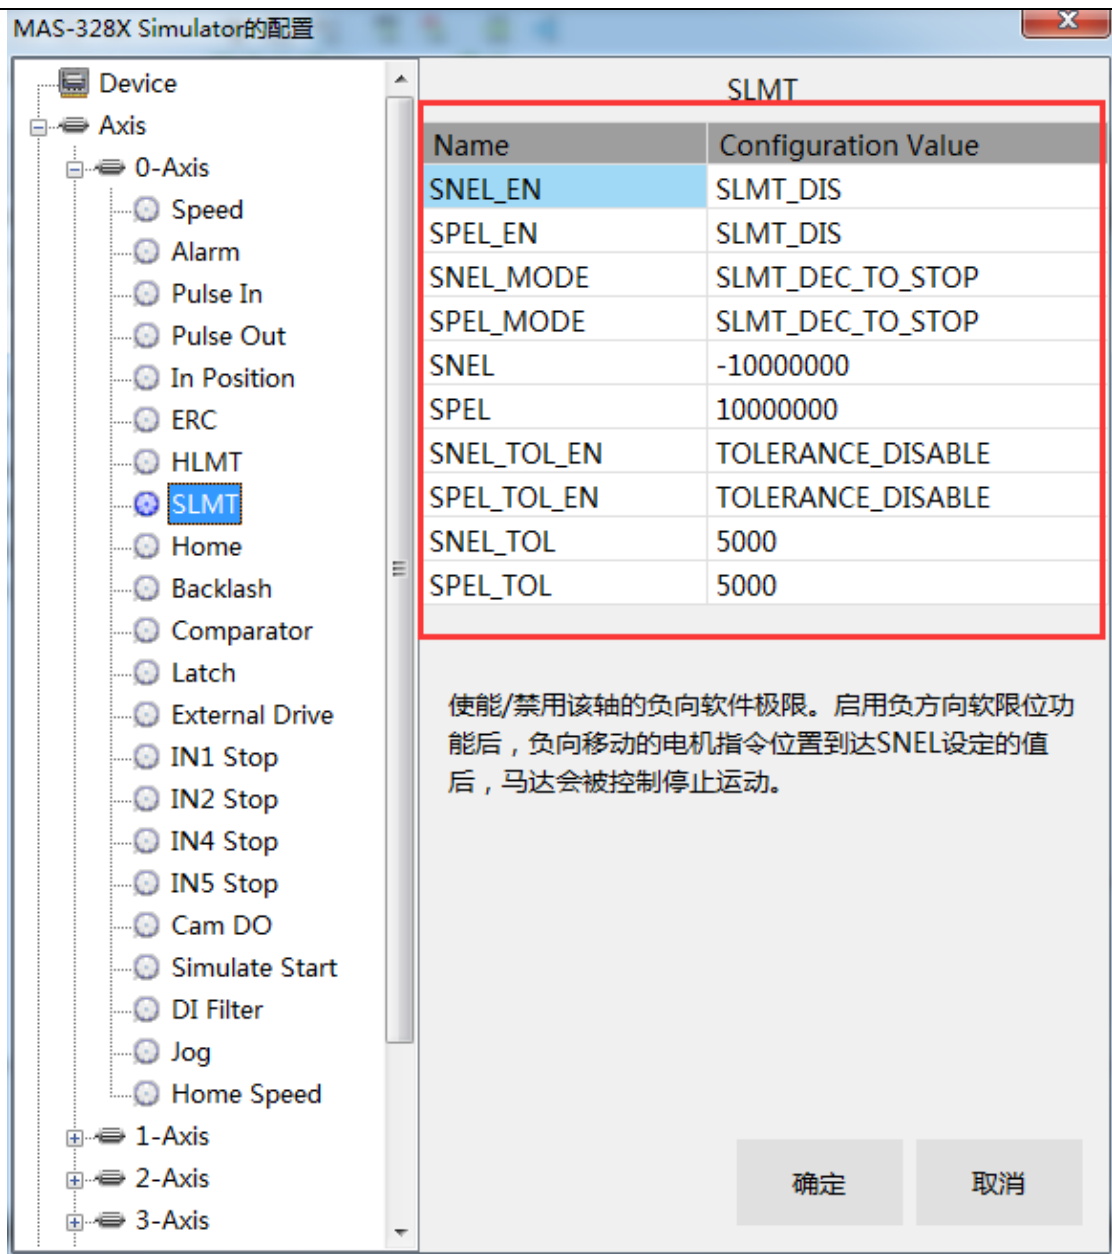 MAS-328X Simulator的配置
Device
Axis
0-Axis
Speed
Alarm
Pulse In
Pulse Out
In Position
ERC
HLMT
SLMT
Home
Backlash
Comparator
Latch
External Drive
IN1 Stop
IN2 Stop
IN4 Stop
IN5 Stop
Cam DO
Simulate Start
DI Filter
Jog
Home Speed
1-Axis
2-Axis
3-Axis
SLMT
Name Configuration Value
SNEL_EN SLMT_DIS
SPEL_EN SLMT_DIS
SNEL_MODE SLMT_DEC_TO_STOP
SPEL_MODE SLMT_DEC_TO_STOP
SNEL -10000000
SPEL 10000000
SNEL_TOL_EN TOLERANCE_DISABLE
SPEL_TOL_EN TOLERANCE_DISABLE
SNEL_TOL 5000
SPEL_TOL 5000
使能/禁用该轴的负向软件极限。启用负方向软限位功
能后，负向移动的电机指令位置到达SNEL设定的值
后，马达会被控制停止运动。
确定 取消